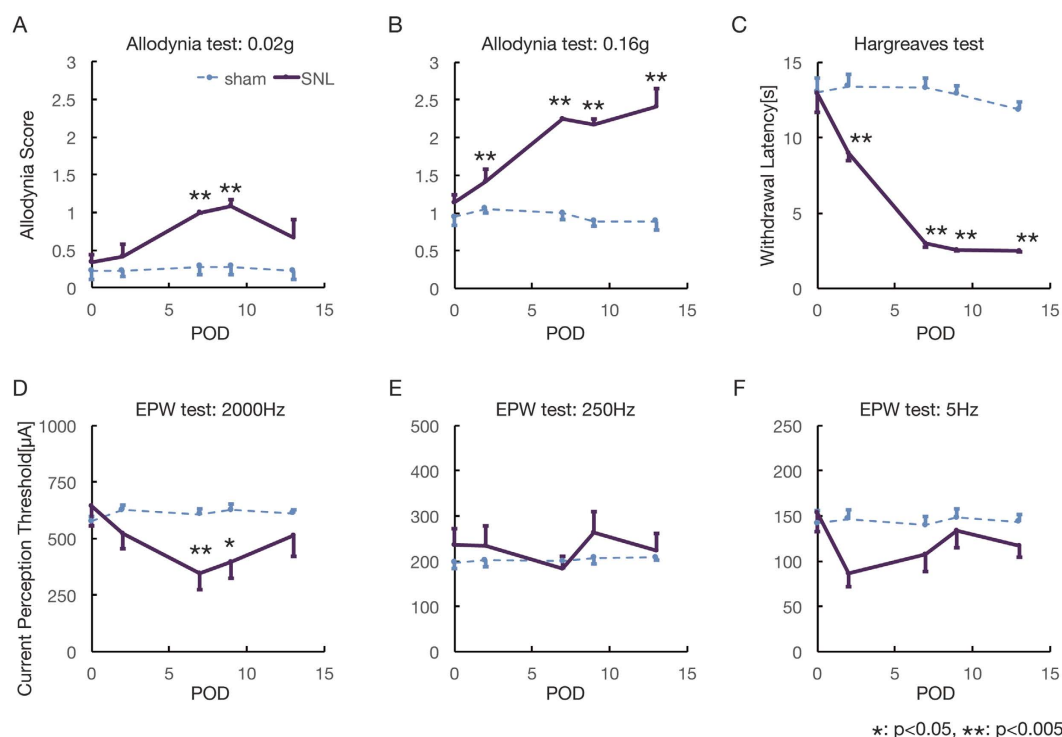 A
Allodynia test: 0.02g
Allodynia Score
3
2.5
2
1.5
1
0.5
0
sham
SNL
**
**
0
5
10
15
POD
B
Allodynia test: 0.16g
3
2.5
2
1.5
1
0.5
0
**
**
**
**
0
5
10
15
POD
C
Hargreaves test
Withdrawal Latency[s]
15
10
5
0
**
**
**
**
0
5
10
15
POD
D
EPW test: 2000Hz
Current Perception Threshold[μA]
1000
750
500
250
0
**
*
0
5
10
15
POD
E
EPW test: 250Hz
500
400
300
200
100
0
0
5
10
15
POD
F
EPW test: 5Hz
250
200
150
100
50
0
0
5
10
15
POD
*: p<0.05, **: p<0.005